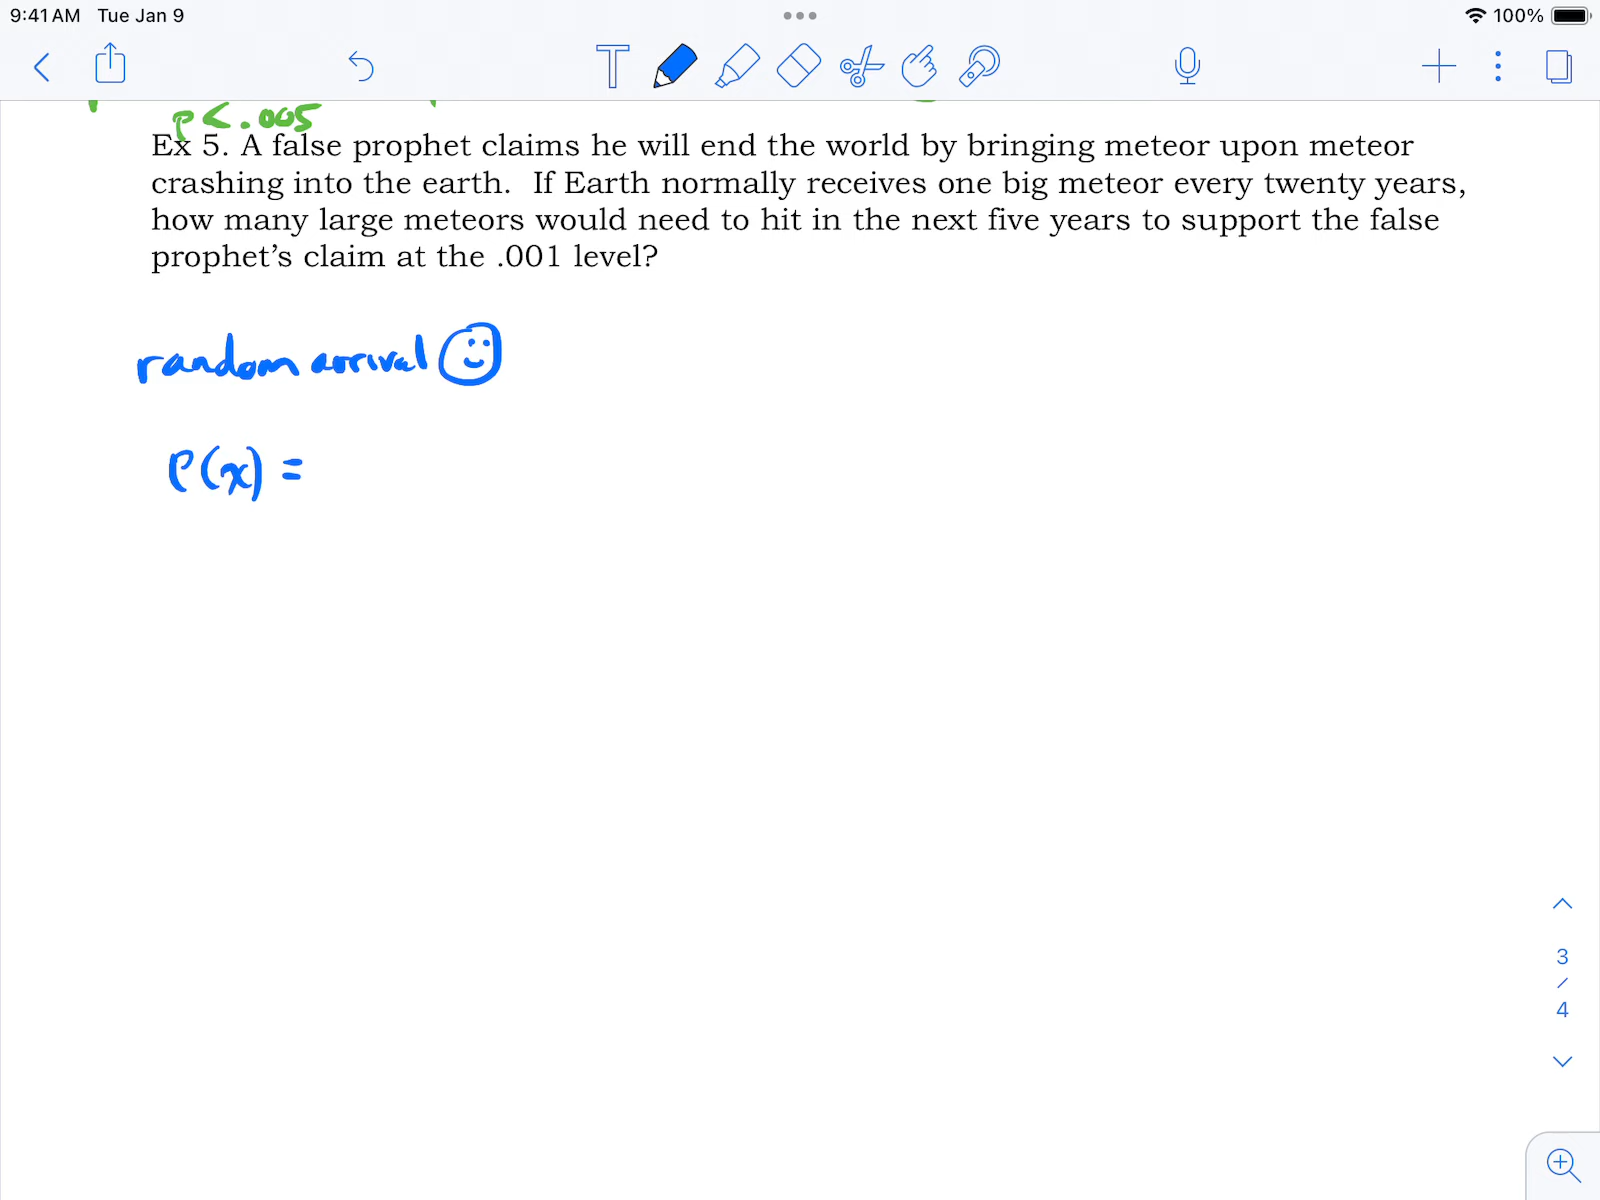 9:41 AM Tue Jan 9
100%
T
p < .005
Ex 5. A false prophet claims he will end the world by bringing meteor upon meteor
crashing into the earth. If Earth normally receives one big meteor every twenty years,
how many large meteors would need to hit in the next five years to support the false
prophet’s claim at the .001 level?
random arrival
P(x) =
3
/
4